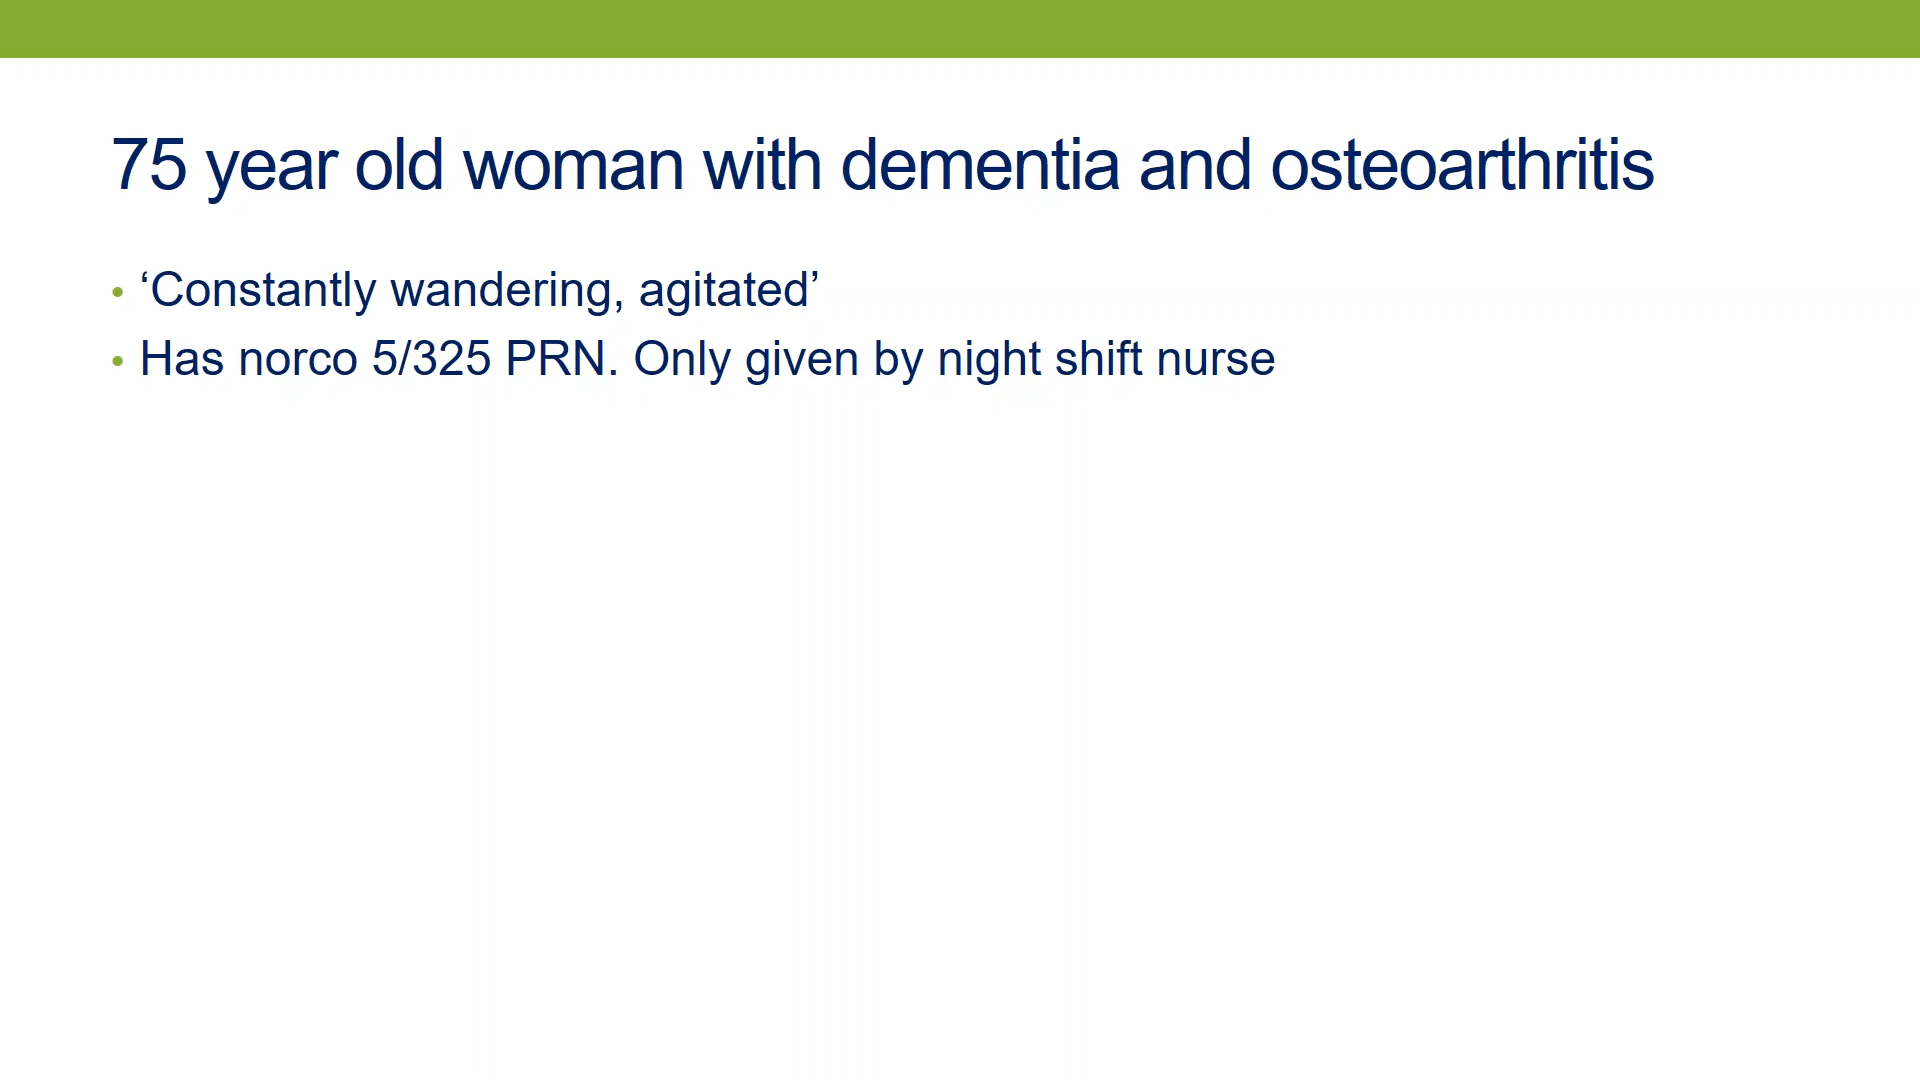 75 year old woman with dementia and osteoarthritis
• ‘Constantly wandering, agitated’
• Has norco 5/325 PRN. Only given by night shift nurse